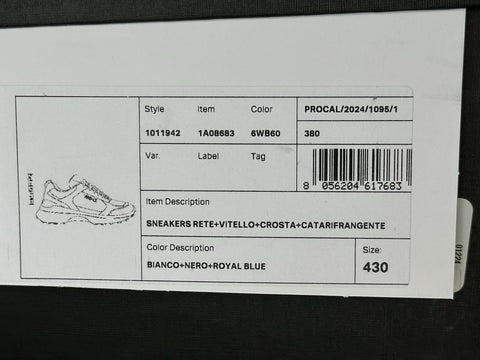 Style Item Color PROCAL/2024/1095/1
1011942 1A08683 6WB60 380
Var. Label Tag
8 056204 617683
Item Description
SNEAKERS RETE+VITELLO+CROSTA+CATARIFRANGENTE
Color Description Size:
BIANCO+NERO+ROYAL BLUE 430
01224